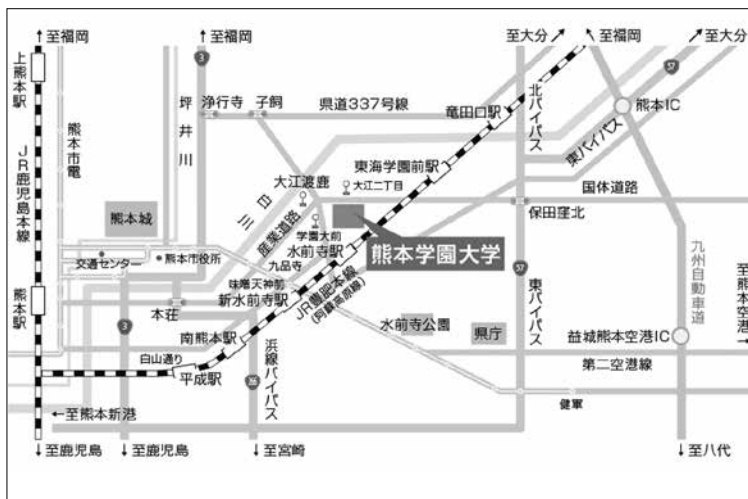 ↑至福岡
↑至福岡
至大分
至福岡
至大分
3
57
上熊本駅
坪井川
浄行寺
子飼
県道337号線
竜田口駅
北バイパス
熊本IC
東バイパス
JR鹿児島本線
熊本市電
東海学園前駅
大江渡鹿
大江二丁目
国体道路
白川
産業道路
保田窪北
熊本城
学園大前
水前寺駅
熊本学園大学
九品寺
交通センター
熊本市役所
味噌天神前
新水前寺駅
JR豊肥本線
(阿蘇高原線)
57
東バイパス
九州自動車道
至熊本空港→
熊本駅
本荘
3
南熊本駅
水前寺公園
県庁
益城熊本空港IC
白山通り
第二空港線
平成駅
浜線バイパス
266
健軍
←至熊本新港
↓至鹿児島
↓至鹿児島
↓至宮崎
↓至八代